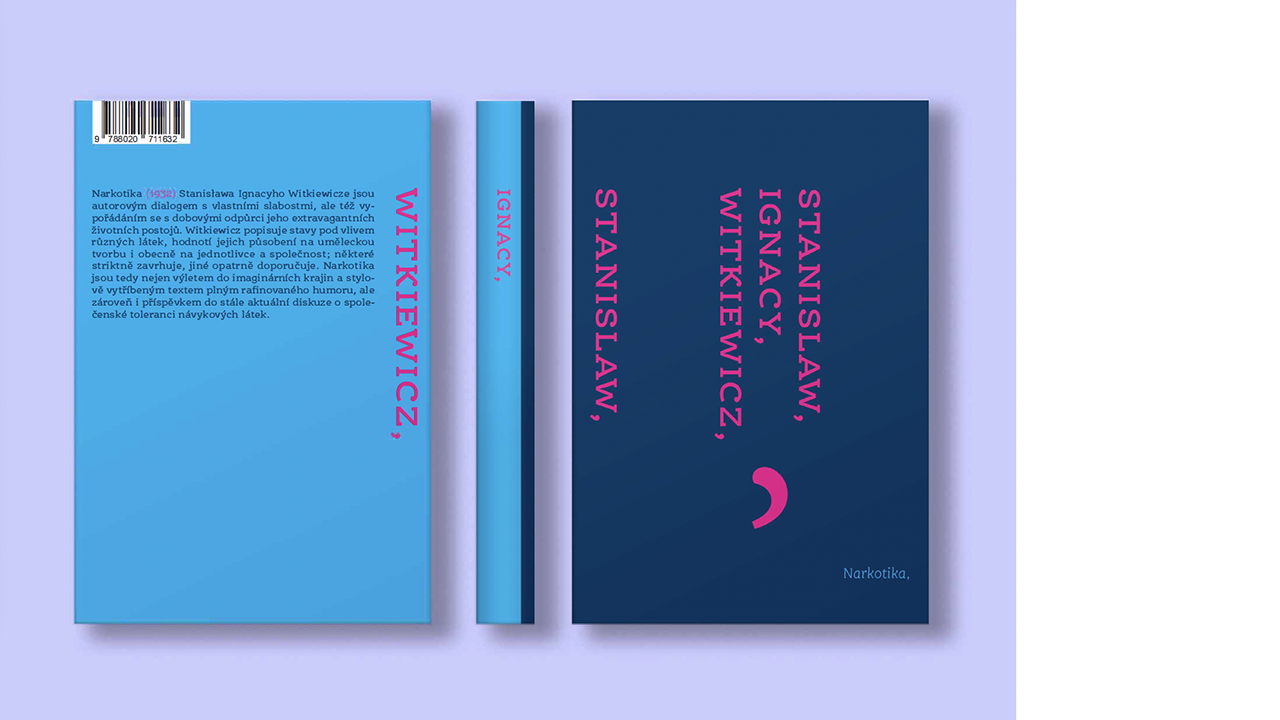 9 788020 711632
Narkotika (1932) Stanisława Ignacyho Witkiewicze jsou
autorovým dialogem s vlastními slabostmi, ale též vy-
pořádáním se s dobovými odpůrci jeho extravagantních
životních postojů. Witkiewicz popisuje stavy pod vlivem
různých látek, hodnotí jejich působení na uměleckou
tvorbu i obecně na jednotlivce a společnost; některé
striktně zavrhuje, jiné opatrně doporučuje. Narkotika
jsou tedy nejen výletem do imaginárních krajin a stylo-
vě vytříbeným textem plným rafinovaného humoru, ale
zároveň i příspěvkem do stále aktuální diskuze o spole-
čenské toleranci návykových látek.
WITKIEWICZ,
IGNACY,
STANISLAW,
STANISLAW,
IGNACY,
WITKIEWICZ,
,
Narkotika,